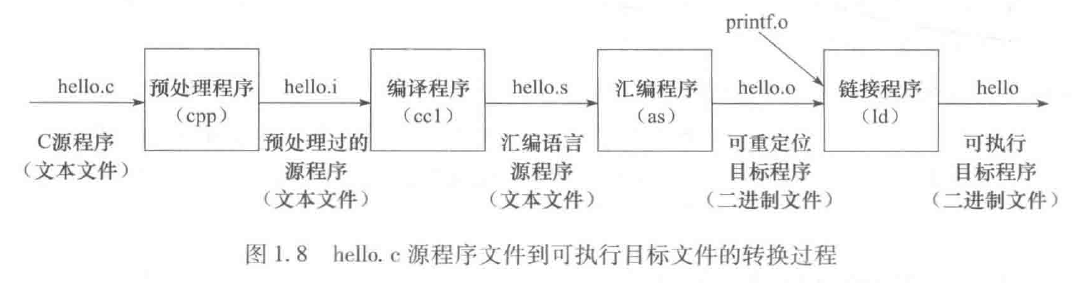 printf.o
hello.c
预处理程序
（cpp）
hello.i
编译程序
（cc1）
hello.s
汇编程序
（as）
hello.o
链接程序
（ld）
hello
C源程序
（文本文件）
预处理过的
源程序
（文本文件）
汇编语言
源程序
（文本文件）
可重定位
目标程序
（二进制文件）
可执行
目标程序
（二进制文件）
图 1.8 hello. c 源程序文件到可执行目标文件的转换过程